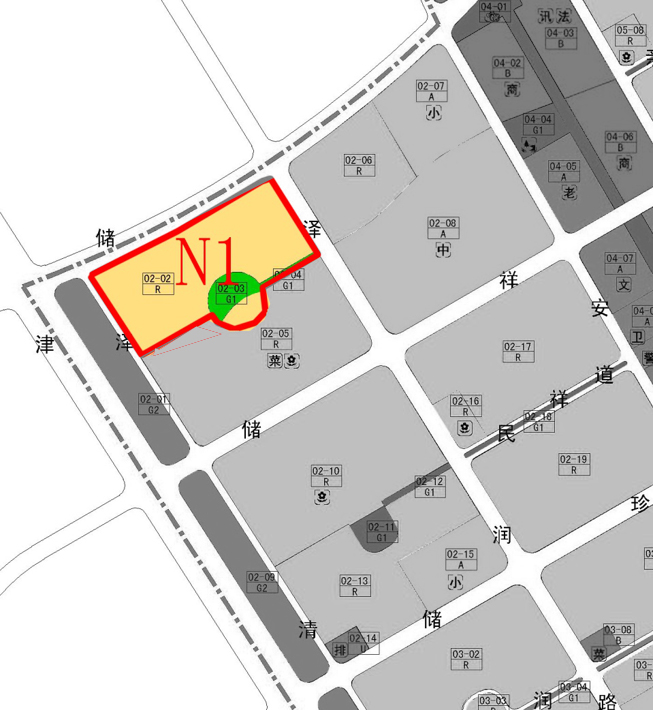 04-01
汛 法
04-03
B
05-08
R
02-07
A
小
04-02
B
商
04-04
G1
04-06
B
商
02-06
R
04-05
A
老
储
泽
02-08
A
中
N1
02-02
R
02-03
G1
02-04
G1
04-07
A
文
祥
安
津
泽
02-05
R
菜
卫
警
02-17
R
道
02-01
G2
02-16
R
祥
02-18
G1
民
储
02-19
R
02-10
R
02-12
G1
珍
02-11
G1
润
02-15
A
小
02-09
G2
02-13
R
储
清
02-14
U
排
03-08
B
菜
03-02
R
03-04
G1
03-03
润
路